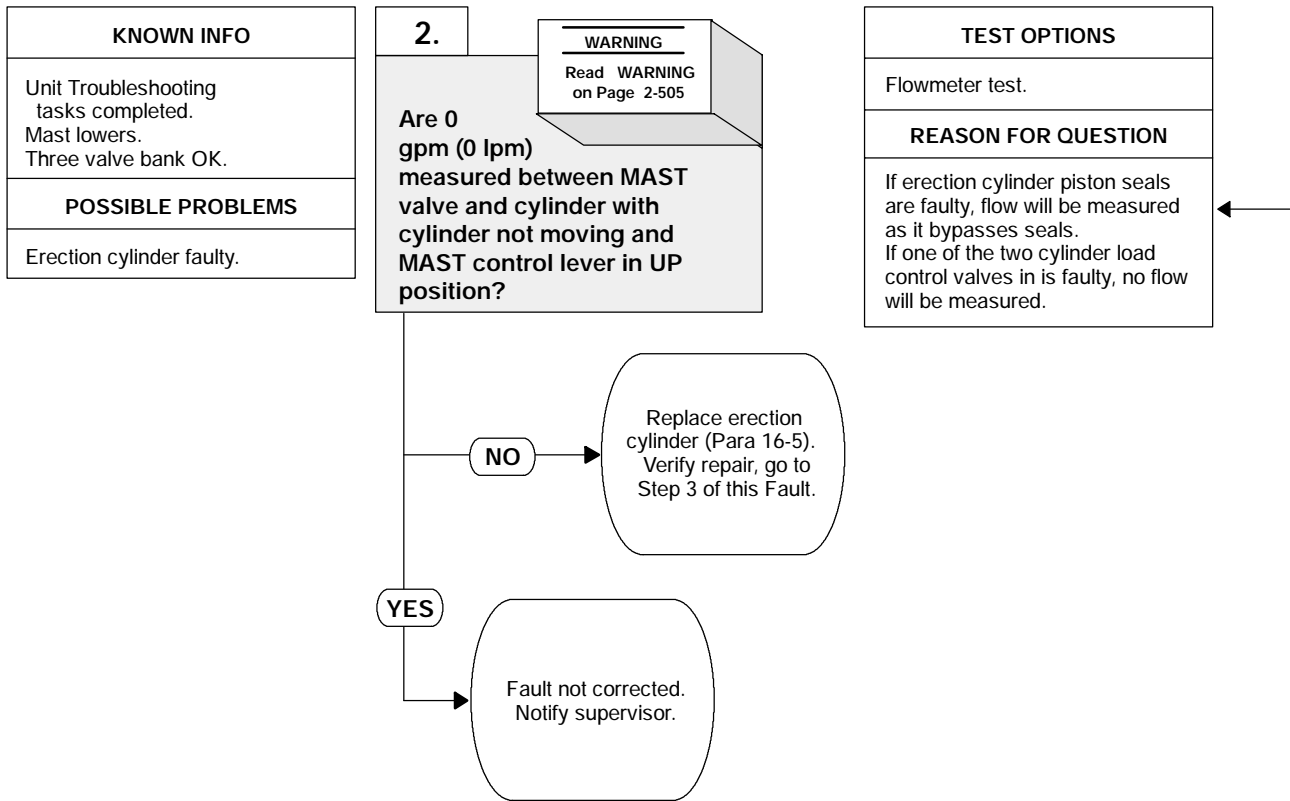 KNOWN INFO
Unit Troubleshooting
tasks completed.
Mast lowers.
Three valve bank OK.
POSSIBLE PROBLEMS
Erection cylinder faulty.
2.
WARNING
Read WARNING
on Page 2-505
Are 0
gpm (0 lpm)
measured between MAST
valve and cylinder with
cylinder not moving and
MAST control lever in UP
position?
TEST OPTIONS
Flowmeter test.
REASON FOR QUESTION
If erection cylinder piston seals
are faulty, flow will be measured
as it bypasses seals.
If one of the two cylinder load
control valves in is faulty, no flow
will be measured.
NO
Replace erection
cylinder (Para 16-5).
Verify repair, go to
Step 3 of this Fault.
YES
Fault not corrected.
Notify supervisor.